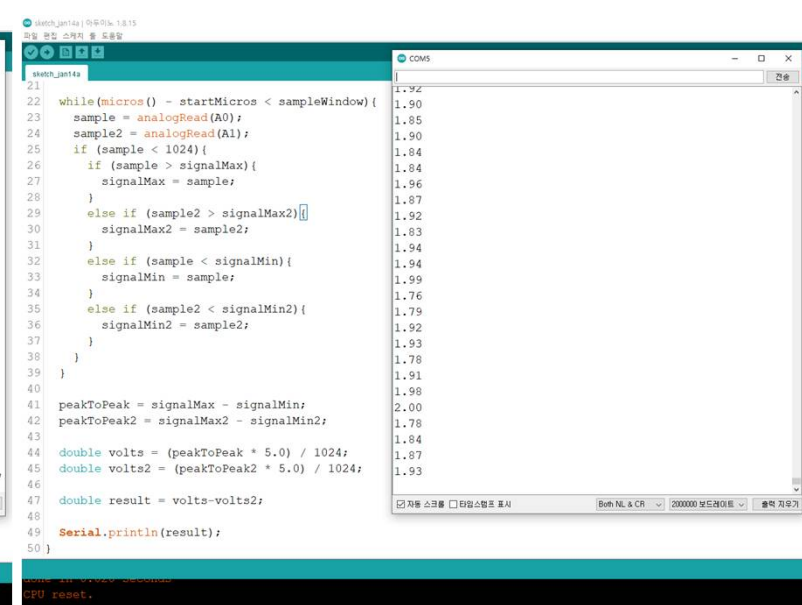 sketch_jan14a | 아두이노 1.8.15
파일 편집 스케치 툴 도움말
sketch_jan14a
21
22 while(micros() - startMicros < sampleWindow){
23 sample = analogRead(A0);
24 sample2 = analogRead(A1);
25 if (sample < 1024){
26 if (sample > signalMax){
27 signalMax = sample;
28 }
29 else if (sample2 > signalMax2){
30 signalMax2 = sample2;
31 }
32 else if (sample < signalMin){
33 signalMin = sample;
34 }
35 else if (sample2 < signalMin2){
36 signalMin2 = sample2;
37 }
38 }
39 }
40
41 peakToPeak = signalMax - signalMin;
42 peakToPeak2 = signalMax2 - signalMin2;
43
44 double volts = (peakToPeak * 5.0) / 1024;
45 double volts2 = (peakToPeak2 * 5.0) / 1024;
46
47 double result = volts-volts2;
48
49 Serial.println(result);
50 }
CPU reset.
COM5
전송
1.92
1.90
1.85
1.90
1.84
1.84
1.96
1.87
1.92
1.83
1.94
1.94
1.99
1.76
1.79
1.92
1.93
1.78
1.91
1.98
2.00
1.78
1.84
1.87
1.93
자동 스크롤 타임스탬프 표시 Both NL & CR 2000000 보드레이트 출력 지우기